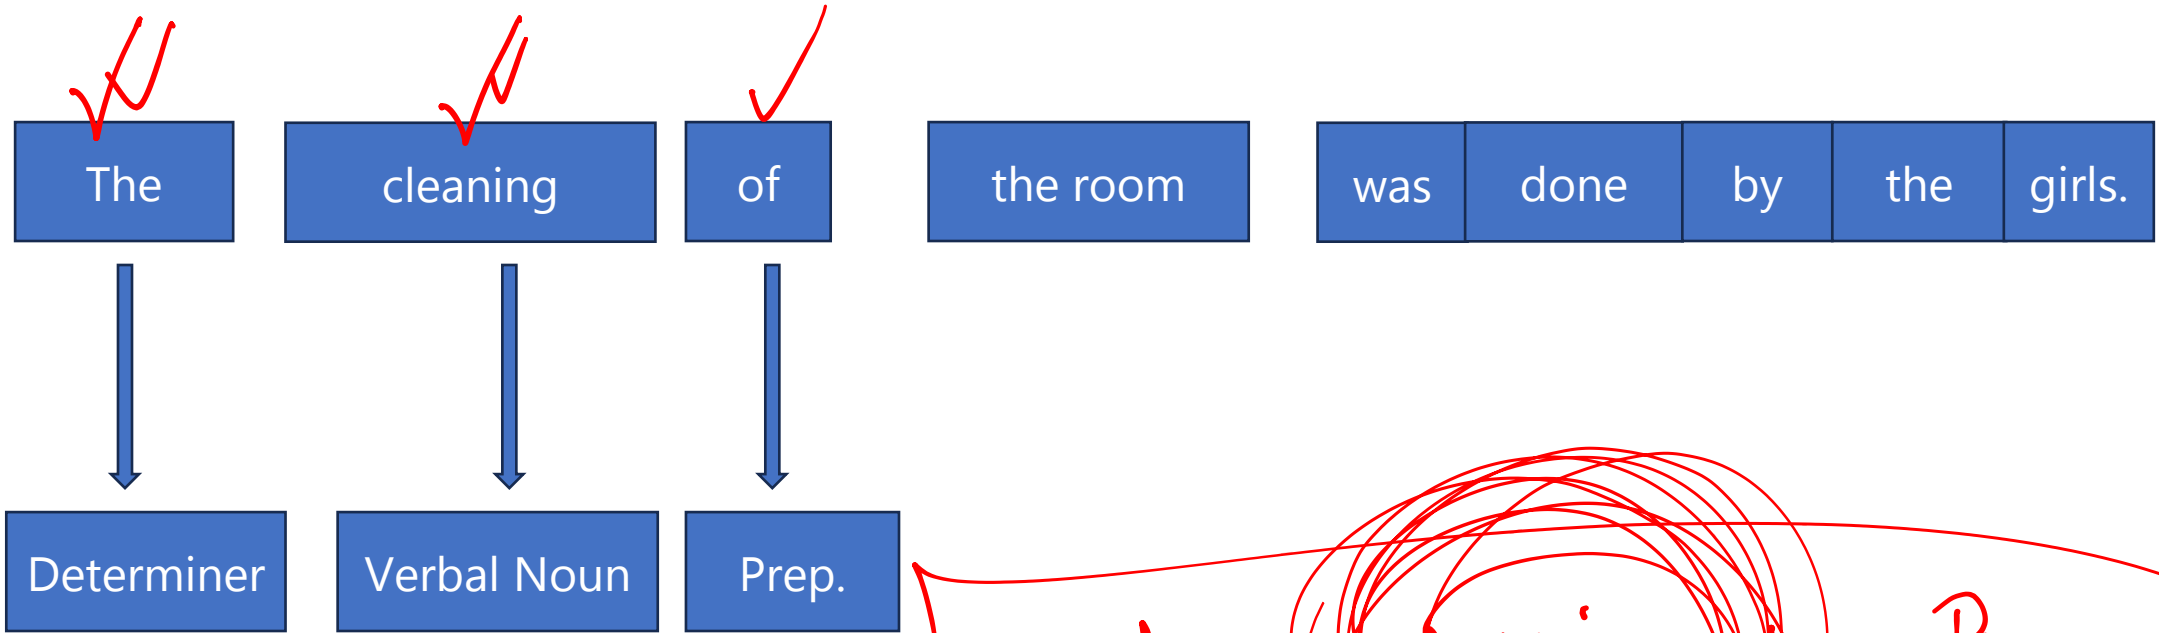 The cleaning of the room was done by the girls.
Determiner Verbal Noun Prep.